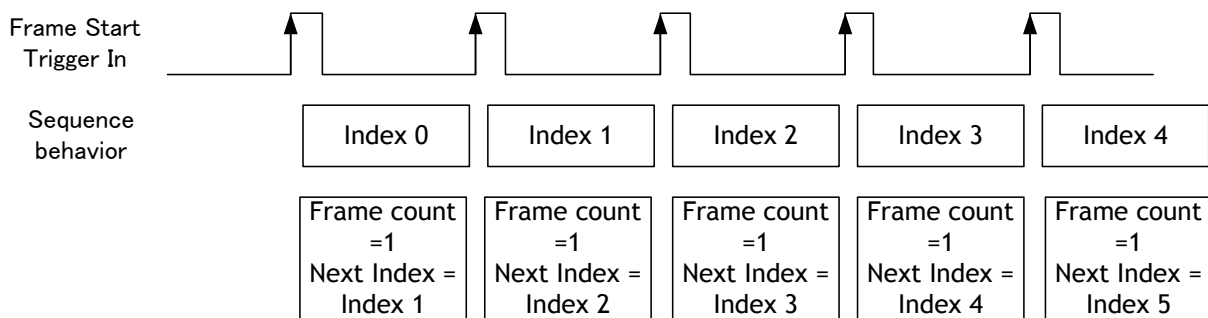 Frame Start
Trigger In
Sequence
behavior
Index 0
Index 1
Index 2
Index 3
Index 4
Frame count
=1
Next Index =
Index 1
Frame count
=1
Next Index =
Index 2
Frame count
=1
Next Index =
Index 3
Frame count
=1
Next Index =
Index 4
Frame count
=1
Next Index =
Index 5